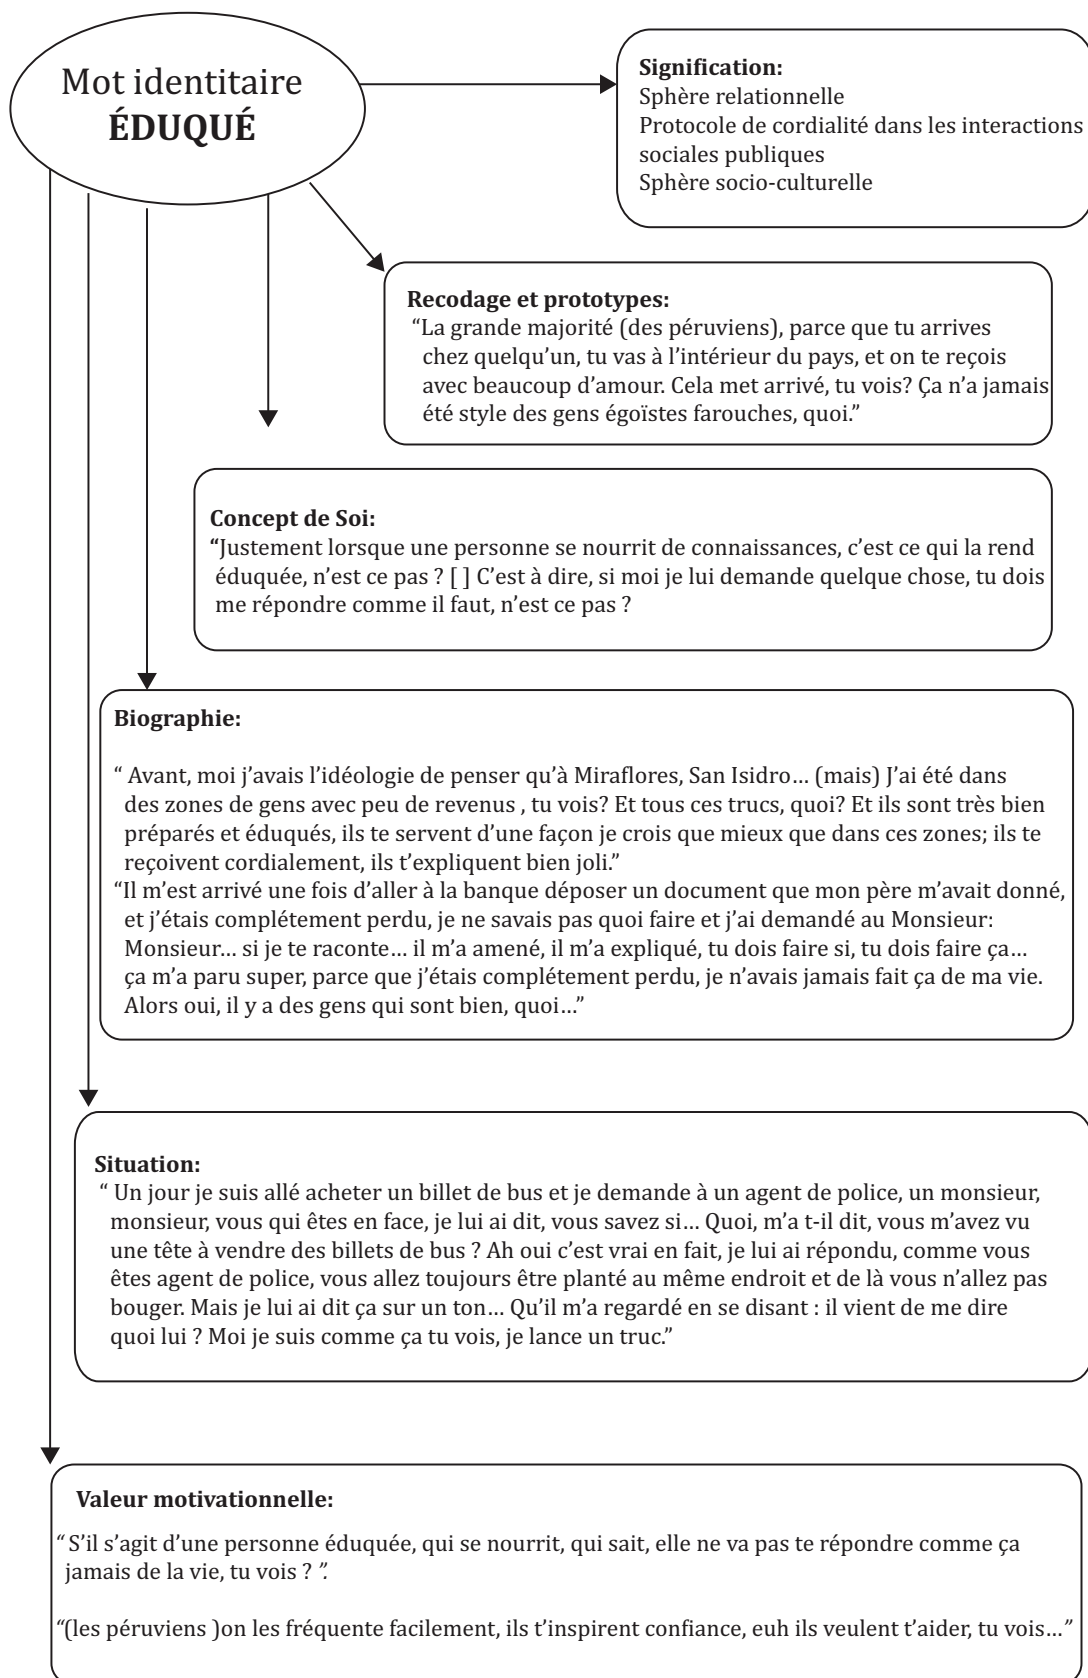 Mot identitaire
ÉDUQUÉ
Signification:
Sphère relationnelle
Protocole de cordialité dans les interactions
sociales publiques
Sphère socio-culturelle
Recodage et prototypes:
“La grande majorité (des péruviens), parce que tu arrives
chez quelqu’un, tu vas à l’intérieur du pays, et on te reçois
avec beaucoup d’amour. Cela met arrivé, tu vois? Ça n’a jamais
été style des gens égoïstes farouches, quoi.”
Concept de Soi:
“Justement lorsque une personne se nourrit de connaissances, c’est ce qui la rend
éduquée, n’est ce pas ? [ ] C’est à dire, si moi je lui demande quelque chose, tu dois
me répondre comme il faut, n’est ce pas ?
Biographie:
“ Avant, moi j’avais l’idéologie de penser qu’à Miraflores, San Isidro… (mais) J’ai été dans
des zones de gens avec peu de revenus , tu vois? Et tous ces trucs, quoi? Et ils sont très bien
préparés et éduqués, ils te servent d’une façon je crois que mieux que dans ces zones; ils te
reçoivent cordialement, ils t’expliquent bien joli.”
“Il m’est arrivé une fois d’aller à la banque déposer un document que mon père m’avait donné,
et j’étais complétement perdu, je ne savais pas quoi faire et j’ai demandé au Monsieur:
Monsieur… si je te raconte… il m’a amené, il m’a expliqué, tu dois faire si, tu dois faire ça…
ça m’a paru super, parce que j’étais complétement perdu, je n’avais jamais fait ça de ma vie.
Alors oui, il y a des gens qui sont bien, quoi…”
Situation:
“ Un jour je suis allé acheter un billet de bus et je demande à un agent de police, un monsieur,
monsieur, vous qui êtes en face, je lui ai dit, vous savez si… Quoi, m’a t-il dit, vous m’avez vu
une tête à vendre des billets de bus ? Ah oui c’est vrai en fait, je lui ai répondu, comme vous
êtes agent de police, vous allez toujours être planté au même endroit et de là vous n’allez pas
bouger. Mais je lui ai dit ça sur un ton… Qu’il m’a regardé en se disant : il vient de me dire
quoi lui ? Moi je suis comme ça tu vois, je lance un truc.”
Valeur motivationnelle:
“ S’il s’agit d’une personne éduquée, qui se nourrit, qui sait, elle ne va pas te répondre comme ça
jamais de la vie, tu vois ? ”.
“(les péruviens )on les fréquente facilement, ils t’inspirent confiance, euh ils veulent t’aider, tu vois…”